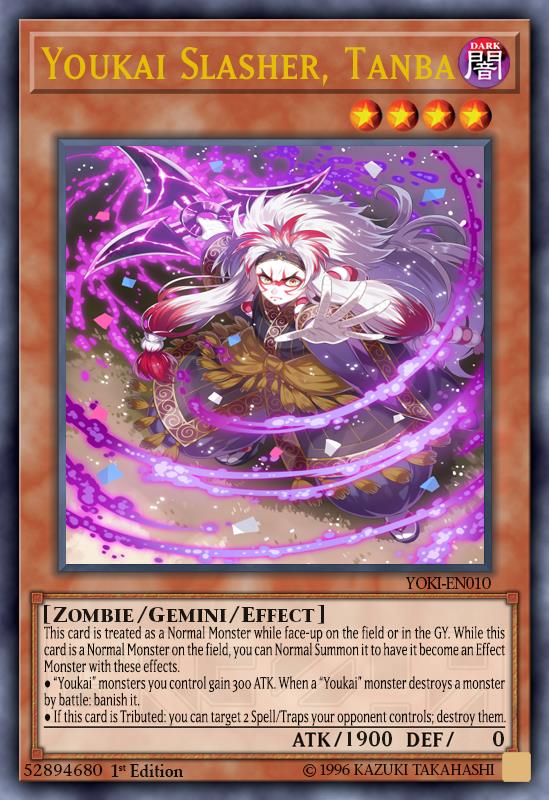 Youkai Slasher, Tanba
DARK
闇
YOKI-EN010
[Zombie/Gemini/Effect]
This card is treated as a Normal Monster while face-up on the field or in the GY. While this
card is a Normal Monster on the field, you can Normal Summon it to have it become an Effect
Monster with these effects.
● "Youkai" monsters you control gain 300 ATK. When a "Youkai" monster destroys a monster
by battle: banish it.
● If this card is Tributed: you can target 2 Spell/Traps your opponent controls; destroy them.
ATK/1900 DEF/ 0
52894680 1st Edition © 1996 KAZUKI TAKAHASHI